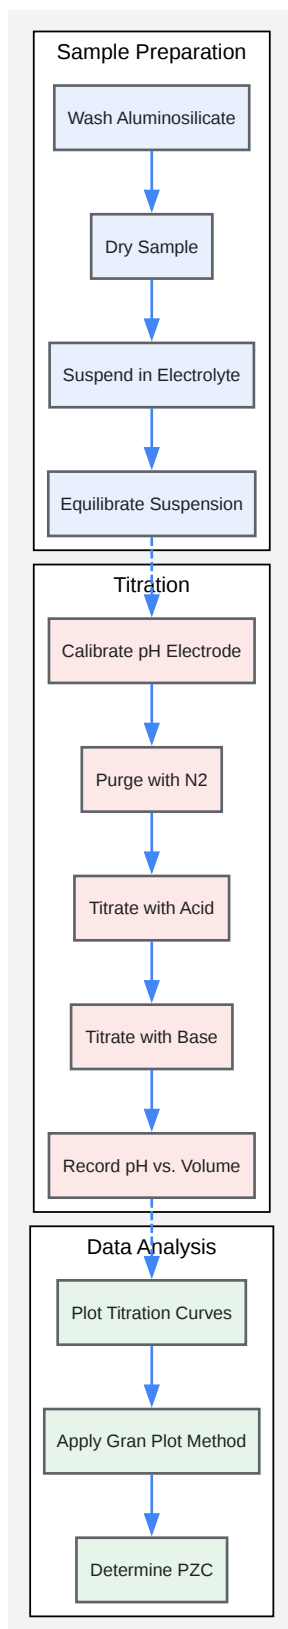 Sample Preparation
Wash Aluminosilicate
Dry Sample
Suspend in Electrolyte
Equilibrate Suspension
Titration
Calibrate pH Electrode
Purge with N2
Titrate with Acid
Titrate with Base
Record pH vs. Volume
Data Analysis
Plot Titration Curves
Apply Gran Plot Method
Determine PZC